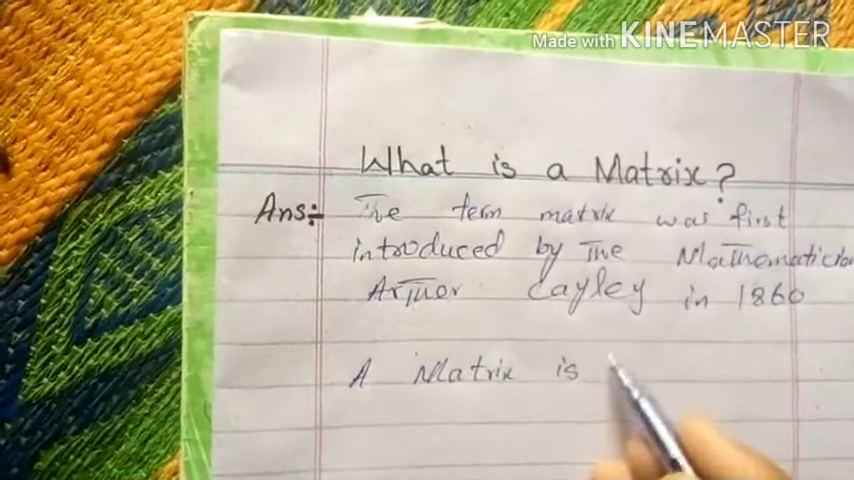 Made with KINEMASTER
What is a Matrix?
Ans:- The term matrix was first
introduced by the Mathematician
Arther Cayley in 1860
A Matrix is